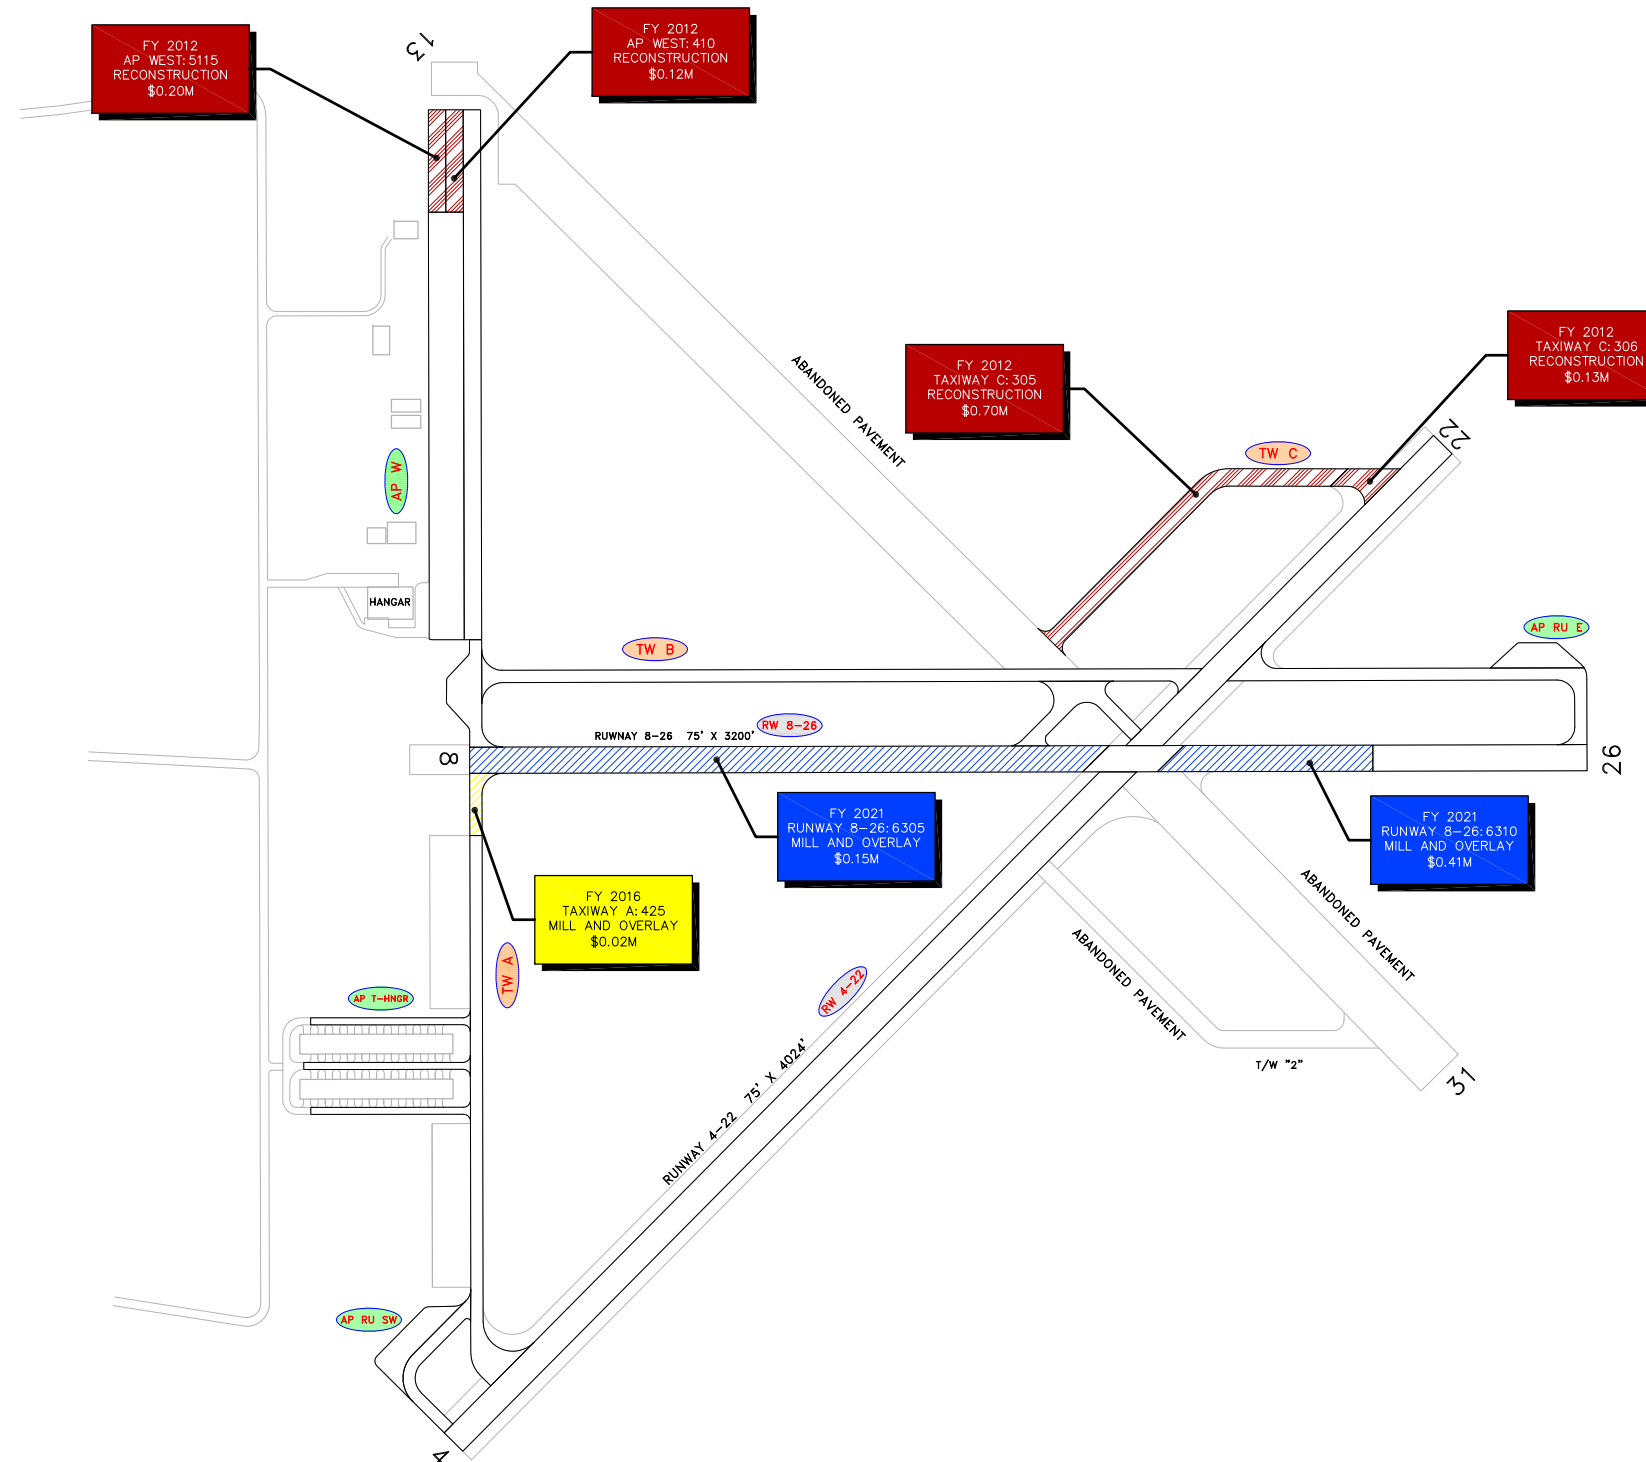 FY 2012
AP WEST:5115
RECONSTRUCTION
$0.20M
13
FY 2012
AP WEST:410
RECONSTRUCTION
$0.12M
ABANDONED PAVEMENT
FY 2012
TAXIWAY C:305
RECONSTRUCTION
$0.70M
FY 2012
TAXIWAY C:306
RECONSTRUCTION
$0.13M
22
TW C
AP W
HANGAR
TW B
AP RU E
RW 8-26
RUWNAY 8-26 75' X 3200'
8
26
FY 2021
RUNWAY 8-26:6305
MILL AND OVERLAY
$0.15M
FY 2021
RUNWAY 8-26:6310
MILL AND OVERLAY
$0.41M
FY 2016
TAXIWAY A:425
MILL AND OVERLAY
$0.02M
TW A
RW 4-22
ABANDONED PAVEMENT
ABANDONED PAVEMENT
AP T-HNGR
RUNWAY 4-22 75' X 4024'
T/W "2"
31
AP RU SW
4